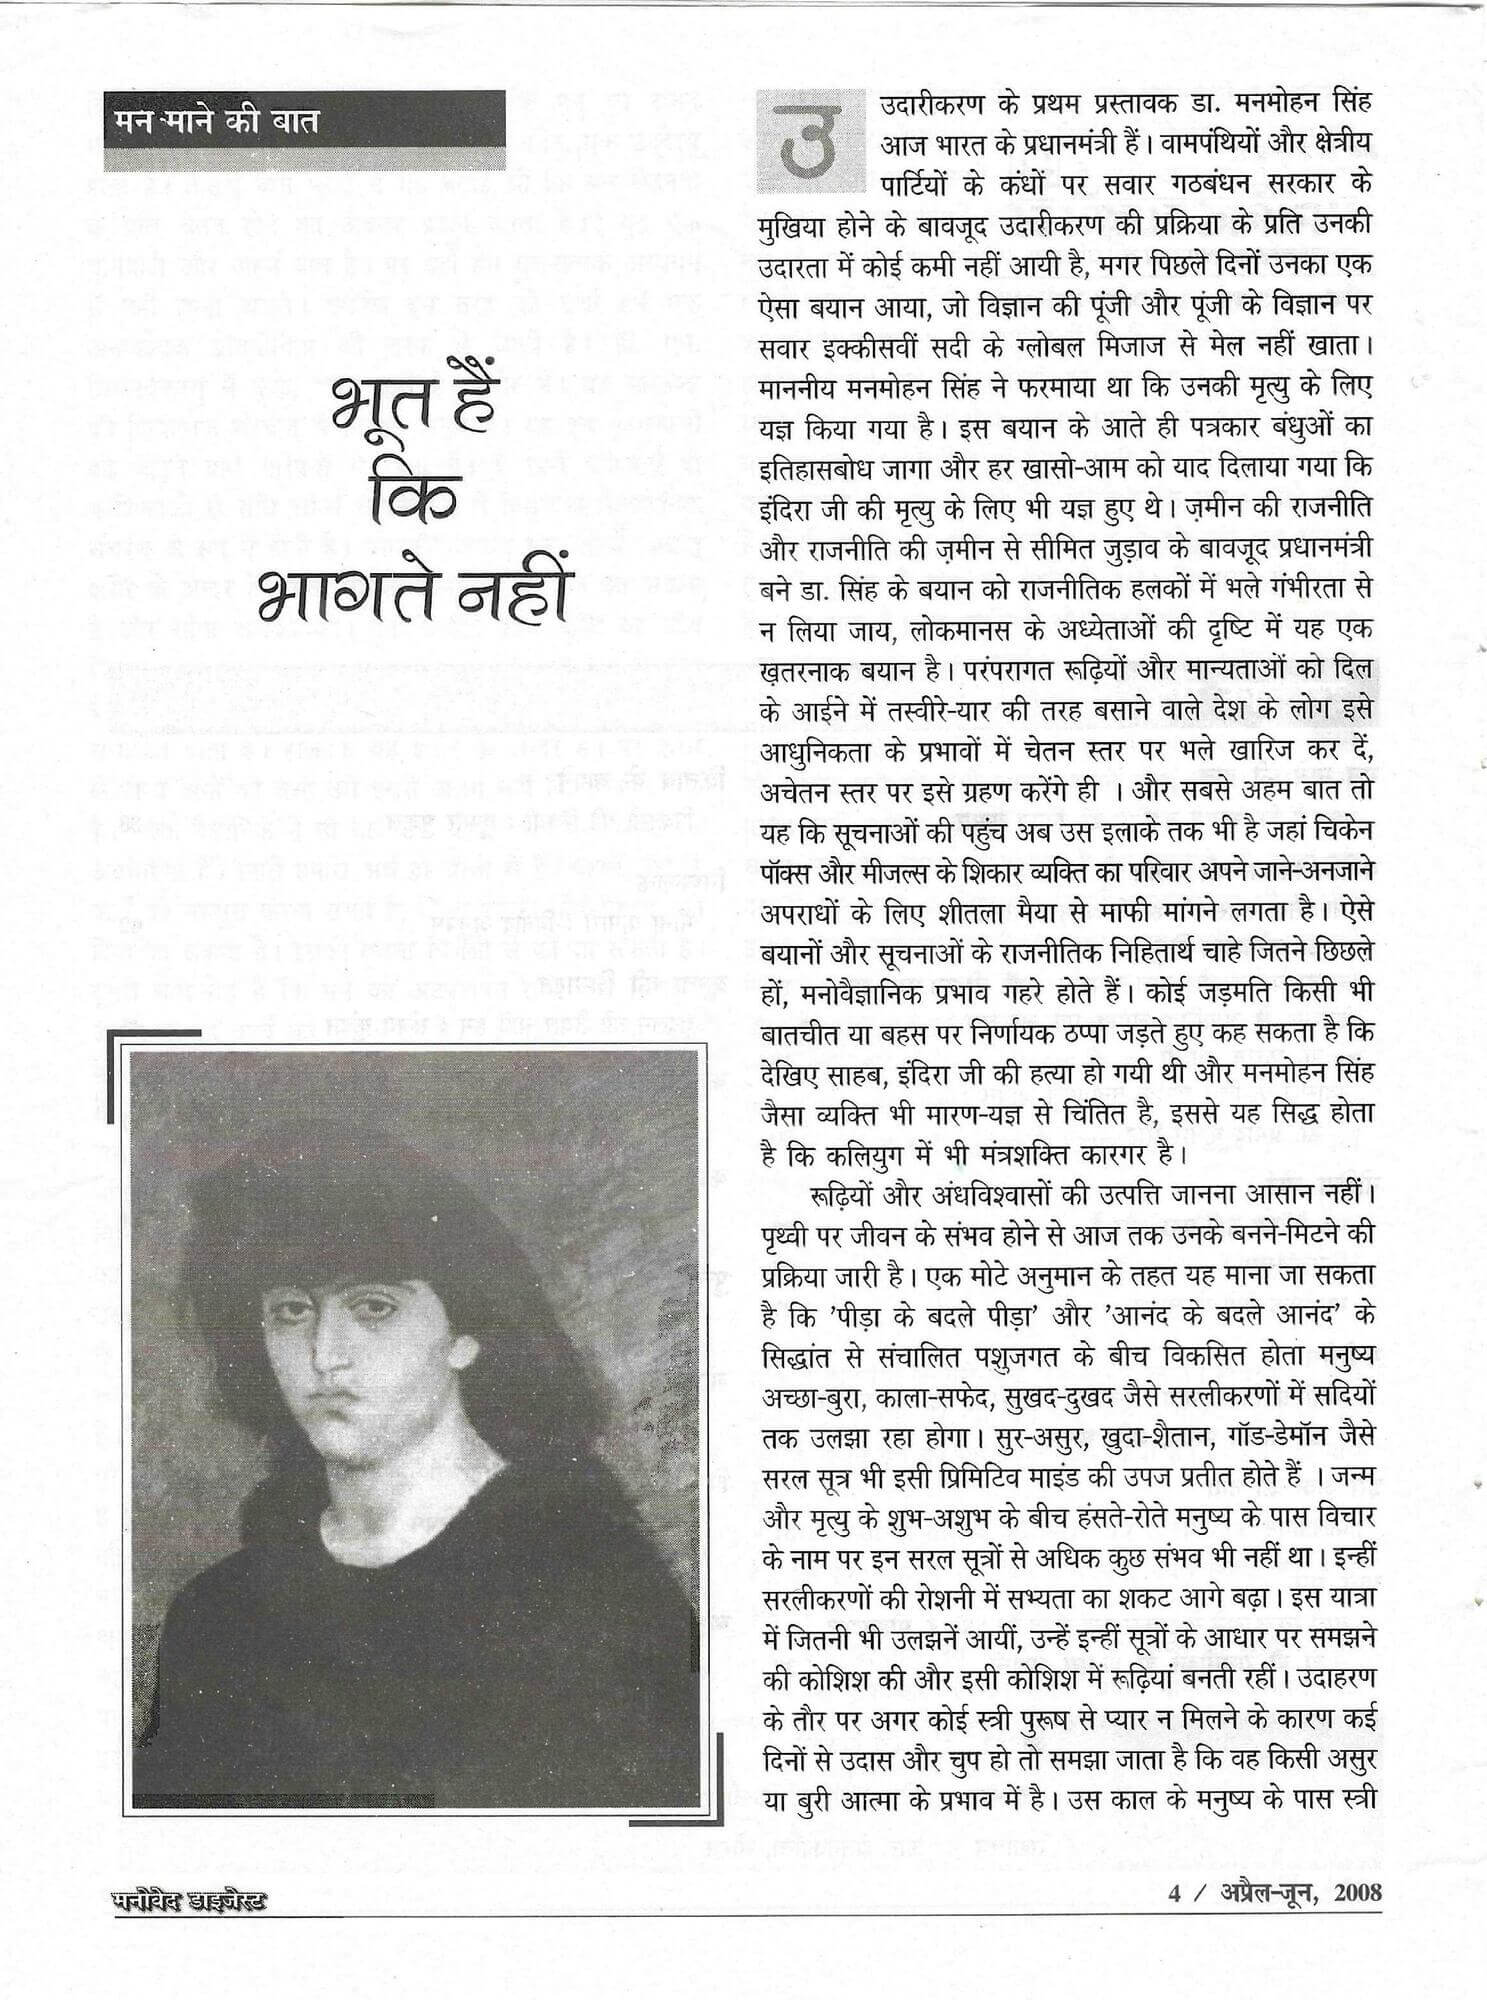 मन माने की बात
भूत हैं
कि
भागते नहीं
उ
उदारीकरण के प्रथम प्रस्तावक डा. मनमोहन सिंह
आज भारत के प्रधानमंत्री हैं। वामपंथियों और क्षेत्रीय
पार्टियों के कंधों पर सवार गठबंधन सरकार के
मुखिया होने के बावजूद उदारीकरण की प्रक्रिया के प्रति उनकी
उदारता में कोई कमी नहीं आयी है, मगर पिछले दिनों उनका एक
ऐसा बयान आया, जो विज्ञान की पूंजी और पूंजी के विज्ञान पर
सवार इक्कीसवीं सदी के ग्लोबल मिजाज से मेल नहीं खाता।
माननीय मनमोहन सिंह ने फरमाया था कि उनकी मृत्यु के लिए
यज्ञ किया गया है। इस बयान के आते ही पत्रकार बंधुओं का
इतिहासबोध जागा और हर खासो-आम को याद दिलाया गया कि
इंदिरा जी की मृत्यु के लिए भी यज्ञ हुए थे। ज़मीन की राजनीति
और राजनीति की ज़मीन से सीमित जुड़ाव के बावजूद प्रधानमंत्री
बने डा. सिंह के बयान को राजनीतिक हलकों में भले गंभीरता से
न लिया जाय, लोकमानस के अध्येताओं की दृष्टि में यह एक
ख़तरनाक बयान है। परंपरागत रूढ़ियों और मान्यताओं को दिल
के आईने में तस्वीरे-यार की तरह बसाने वाले देश के लोग इसे
आधुनिकता के प्रभावों में चेतन स्तर पर भले खारिज कर दें,
अचेतन स्तर पर इसे ग्रहण करेंगे ही । और सबसे अहम बात तो
यह कि सूचनाओं की पहुंच अब उस इलाके तक भी है जहां चिकेन
पॉक्स और मीजल्स के शिकार व्यक्ति का परिवार अपने जाने-अनजाने
अपराधों के लिए शीतला मैया से माफी मांगने लगता है। ऐसे
बयानों और सूचनाओं के राजनीतिक निहितार्थ चाहे जितने छिछले
हों, मनोवैज्ञानिक प्रभाव गहरे होते हैं। कोई जड़मति किसी भी
बातचीत या बहस पर निर्णायक ठप्पा जड़ते हुए कह सकता है कि
देखिए साहब, इंदिरा जी की हत्या हो गयी थी और मनमोहन सिंह
जैसा व्यक्ति भी मारण-यज्ञ से चिंतित है, इससे यह सिद्ध होता
है कि कलियुग में भी मंत्रशक्ति कारगर है।
रूढ़ियों और अंधविश्वासों की उत्पत्ति जानना आसान नहीं।
पृथ्वी पर जीवन के संभव होने से आज तक उनके बनने-मिटने की
प्रक्रिया जारी है। एक मोटे अनुमान के तहत यह माना जा सकता
है कि 'पीड़ा के बदले पीड़ा' और 'आनंद के बदले आनंद' के
सिद्धांत से संचालित पशुजगत के बीच विकसित होता मनुष्य
अच्छा-बुरा, काला-सफेद, सुखद-दुखद जैसे सरलीकरणों में सदियों
तक उलझा रहा होगा। सुर-असुर, खुदा-शैतान, गॉड-डेमॉन जैसे
सरल सूत्र भी इसी प्रिमिटिव माइंड की उपज प्रतीत होते हैं । जन्म
और मृत्यु के शुभ-अशुभ के बीच हंसते-रोते मनुष्य के पास विचार
के नाम पर इन सरल सूत्रों से अधिक कुछ संभव भी नहीं था। इन्हीं
सरलीकरणों की रोशनी में सभ्यता का शकट आगे बढ़ा। इस यात्रा
में जितनी भी उलझनें आयीं, उन्हें इन्हीं सूत्रों के आधार पर समझने
की कोशिश की और इसी कोशिश में रूढ़ियां बनती रहीं। उदाहरण
के तौर पर अगर कोई स्त्री पुरूष से प्यार न मिलने के कारण कई
दिनों से उदास और चुप हो तो समझा जाता है कि वह किसी असुर
या बुरी आत्मा के प्रभाव में है। उस काल के मनुष्य के पास स्त्री
मनोवेद डाइजेस्ट
4 / अप्रैल-जून, 2008